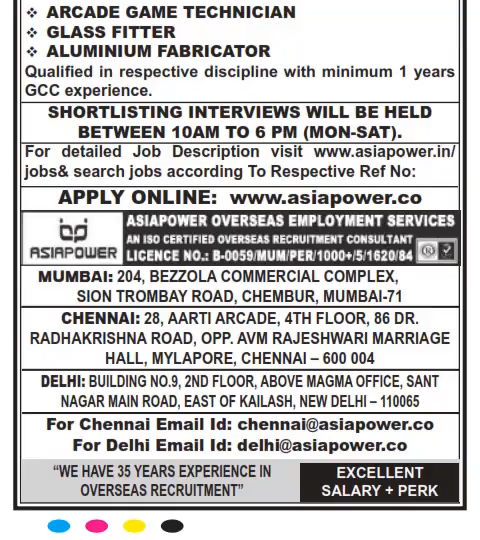 ❖ ARCADE GAME TECHNICIAN
❖ GLASS FITTER
❖ ALUMINIUM FABRICATOR
Qualified in respective discipline with minimum 1 years
GCC experience.
SHORTLISTING INTERVIEWS WILL BE HELD
BETWEEN 10AM TO 6 PM (MON-SAT).
For detailed Job Description visit www.asiapower.in/
jobs& search jobs according To Respective Ref No:
APPLY ONLINE: www.asiapower.co
ASIAPOWER
ASIAPOWER OVERSEAS EMPLOYMENT SERVICES
AN ISO CERTIFIED OVERSEAS RECRUITMENT CONSULTANT
LICENCE NO.: B-0059/MUM/PER/1000+/5/1620/84
®
MUMBAI: 204, BEZZOLA COMMERCIAL COMPLEX,
SION TROMBAY ROAD, CHEMBUR, MUMBAI-71
CHENNAI: 28, AARTI ARCADE, 4TH FLOOR, 86 DR.
RADHAKRISHNA ROAD, OPP. AVM RAJESHWARI MARRIAGE
HALL, MYLAPORE, CHENNAI – 600 004
DELHI: BUILDING NO.9, 2ND FLOOR, ABOVE MAGMA OFFICE, SANT
NAGAR MAIN ROAD, EAST OF KAILASH, NEW DELHI – 110065
For Chennai Email Id: chennai@asiapower.co
For Delhi Email Id: delhi@asiapower.co
“WE HAVE 35 YEARS EXPERIENCE IN
OVERSEAS RECRUITMENT”
EXCELLENT
SALARY + PERK